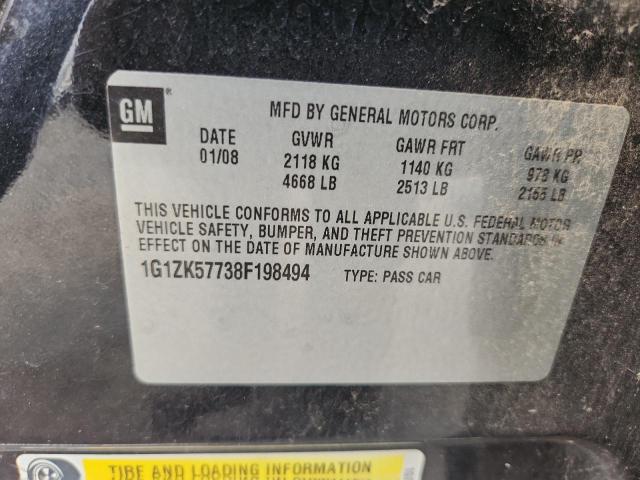 GM
MFD BY GENERAL MOTORS CORP.
DATE GVWR GAWR FRT GAWR RR
01/08 2118 KG 1140 KG 978 KG
4668 LB 2513 LB 2155 LB
THIS VEHICLE CONFORMS TO ALL APPLICABLE U.S. FEDERAL MOTOR
VEHICLE SAFETY, BUMPER, AND THEFT PREVENTION STANDARDS IN
EFFECT ON THE DATE OF MANUFACTURE SHOWN ABOVE.
1G1ZK57738F198494 TYPE: PASS CAR
TIRE AND LOADING INFORMATION